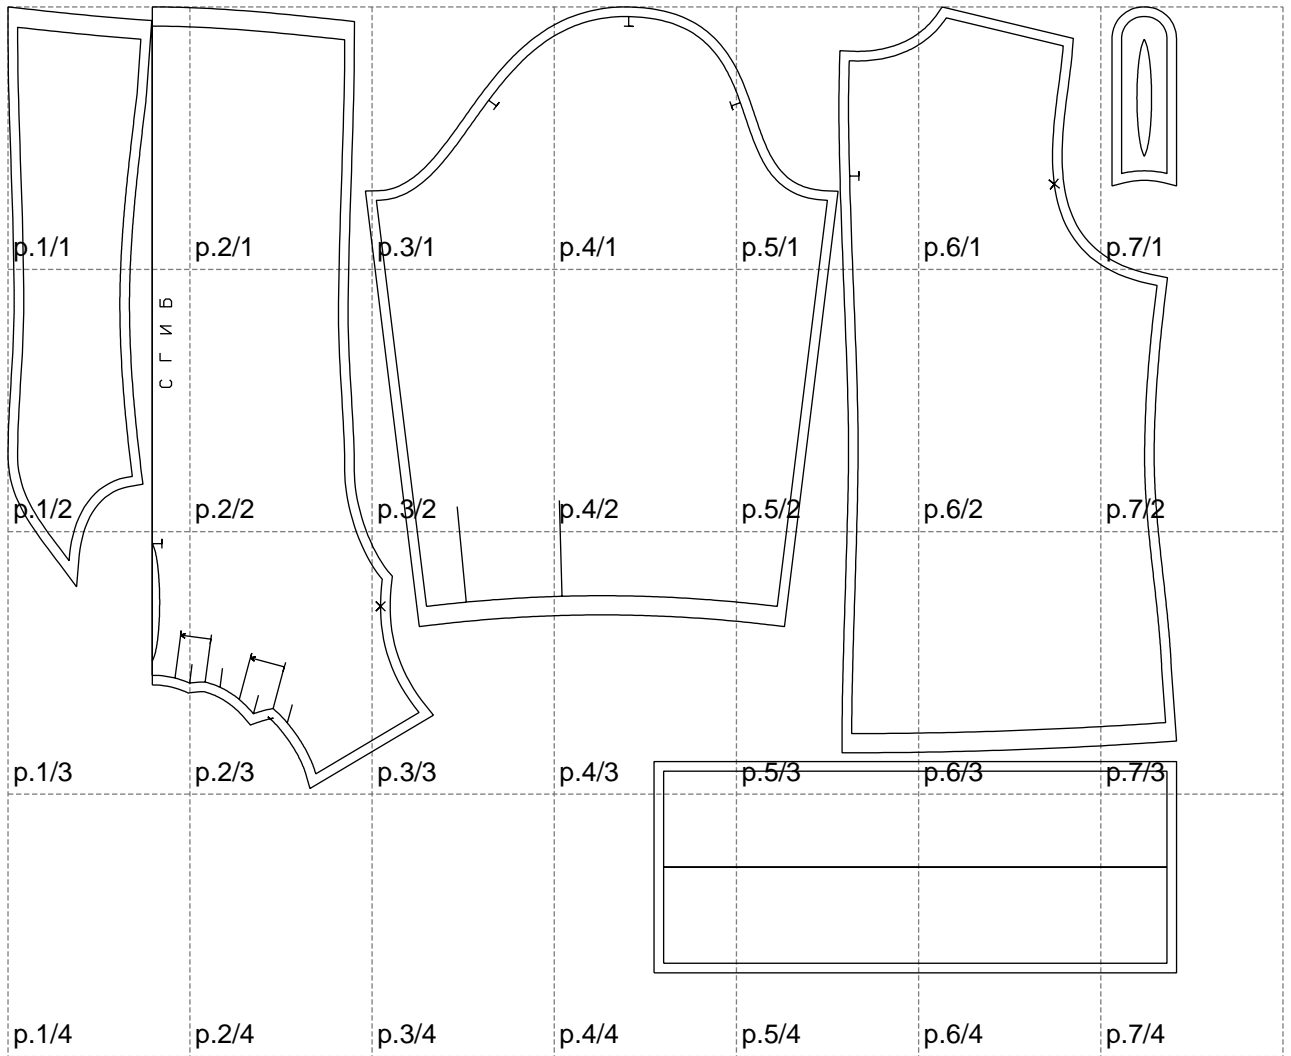 p.1/1 p.2/1 p.3/1 p.4/1 p.5/1 p.6/1 p.7/1
СГИБ
p.1/2 p.2/2 p.3/2 p.4/2 p.5/2 p.6/2 p.7/2
p.1/3 p.2/3 p.3/3 p.4/3 p.5/3 p.6/3 p.7/3
p.1/4 p.2/4 p.3/4 p.4/4 p.5/4 p.6/4 p.7/4